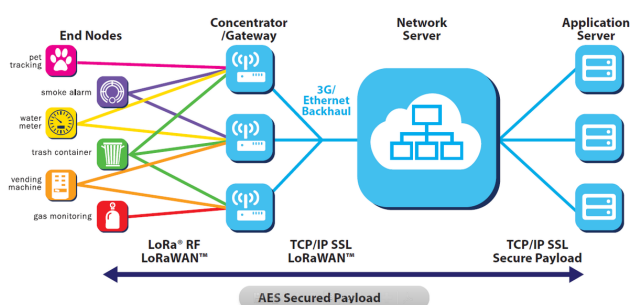 End Nodes
Concentrator
/Gateway
Network
Server
Application
Server
pet
tracking
smoke alarm
water
meter
trash container
vending
machine
gas monitoring
3G/
Ethernet
Backhaul
LoRa® RF
LoRaWAN™
TCP/IP SSL
LoRaWAN™
TCP/IP SSL
Secure Payload
AES Secured Payload